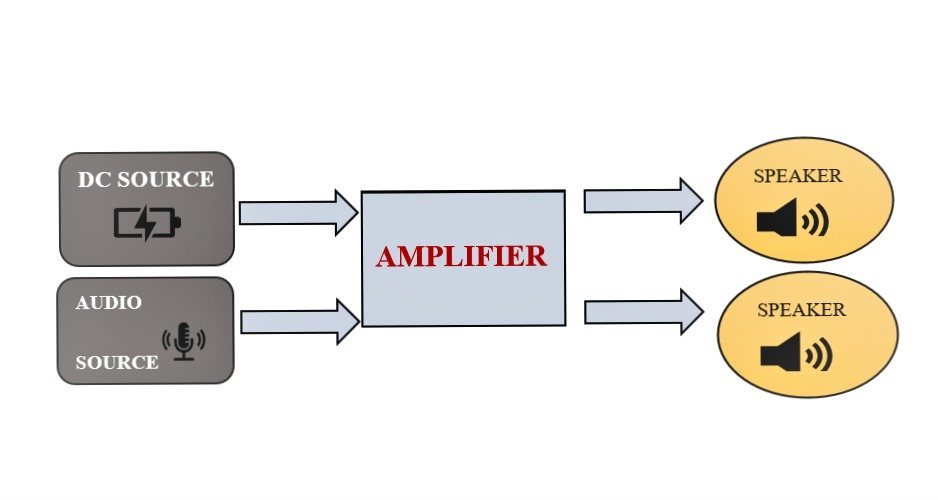 DC SOURCE
AUDIO
SOURCE
AMPLIFIER
SPEAKER
SPEAKER